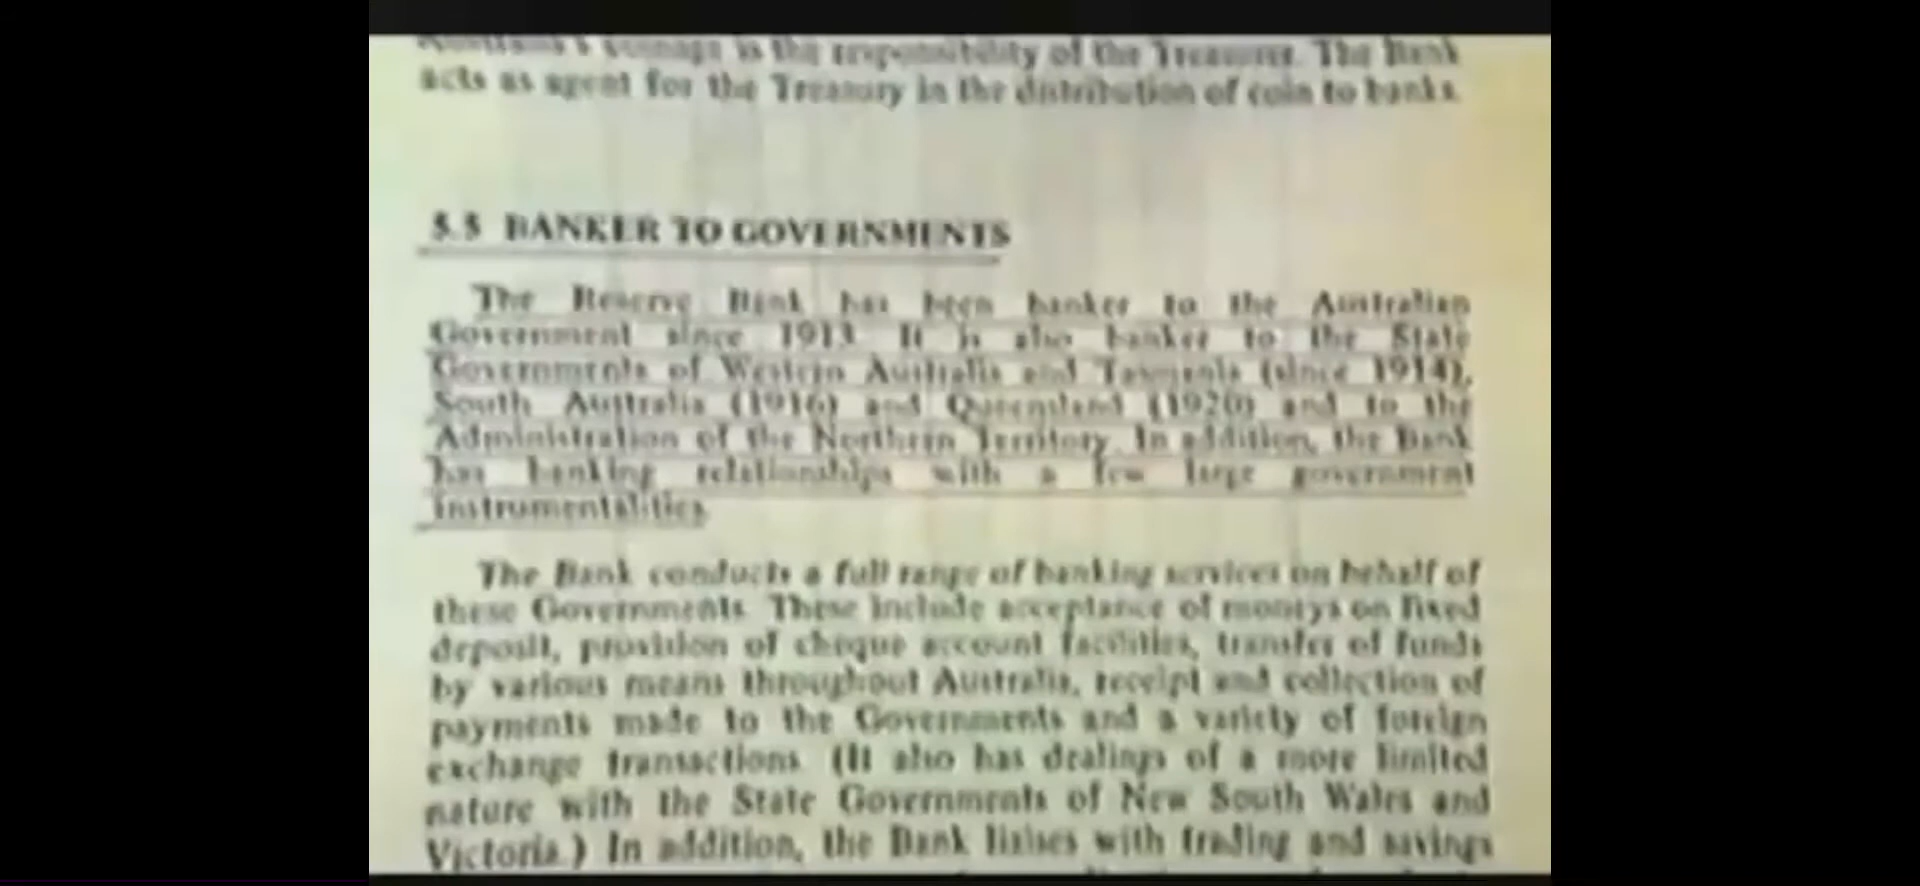 Australia's coinage is the responsibility of the Treasurer. The Bank
acts as agent for the Treasury in the distribution of coin to banks.
5.5 BANKER TO GOVERNMENTS
The Reserve Bank has been banker to the Australian
Government since 1913. It is also banker to the State
Governments of Western Australia and Tasmania (since 1914),
South Australia (1916) and Queensland (1920) and to the
Administration of the Northern Territory. In addition, the Bank
has banking relationships with a few large government
instrumentalities.
The Bank conducts a full range of banking services on behalf of
these Governments. These include acceptance of moneys on fixed
deposit, provision of cheque account facilities, transfer of funds
by various means throughout Australia, receipt and collection of
payments made to the Governments and a variety of foreign
exchange transactions. (It also has dealings of a more limited
nature with the State Governments of New South Wales and
Victoria.) In addition, the Bank liaises with trading and savings